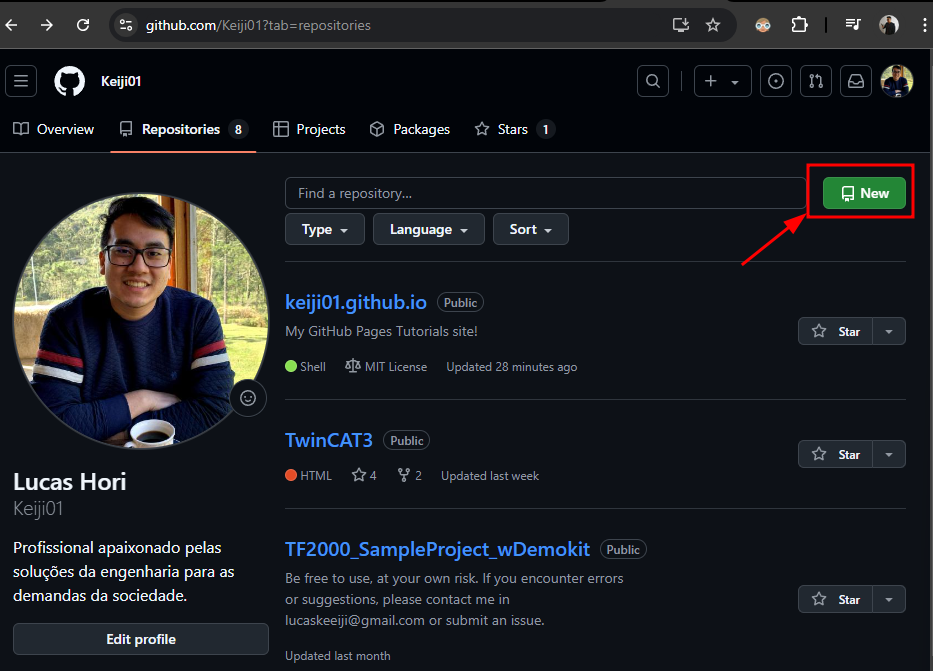 github.com/Keiji01?tab=repositories
Keiji01
Overview
Repositories 8
Projects
Packages
Stars 1
Find a repository...
New
Type
Language
Sort
keiji01.github.io Public
My GitHub Pages Tutorials site!
Star
Shell MIT License Updated 28 minutes ago
TwinCAT3 Public
Star
HTML 4 2 Updated last week
TF2000_SampleProject_wDemokit Public
Be free to use, at your own risk. If you encounter errors
or suggestions, please contact me in
lucaskeeiji@gmail.com or submit an issue.
Star
Updated last month
Lucas Hori
Keiji01
Profissional apaixonado pelas
soluções da engenharia para as
demandas da sociedade.
Edit profile